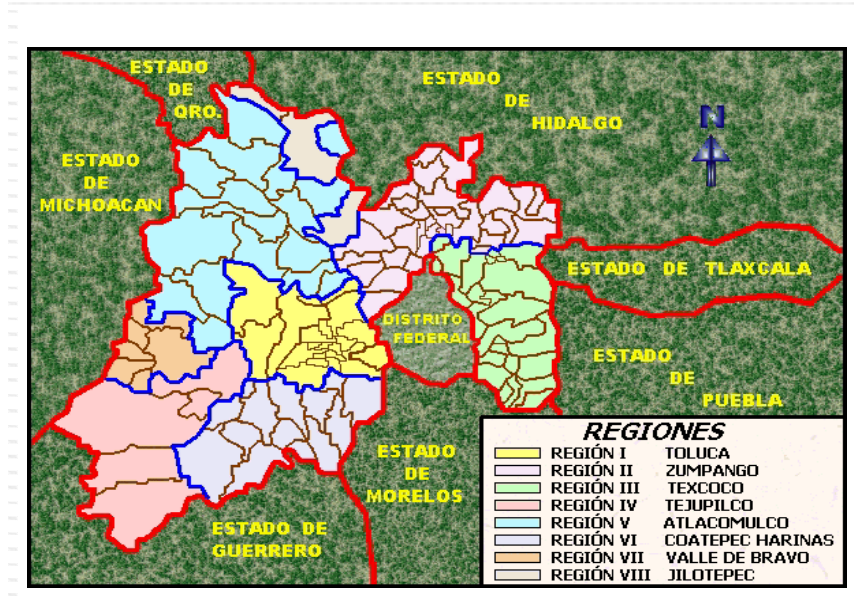 ESTADO
DE
QRO.
ESTADO
DE
HIDALGO
N
ESTADO
DE
MICHOACAN
ESTADO DE TLAXCALA
DISTRITO
FEDERAL
ESTADO
DE
PUEBLA
ESTADO
DE
MORELOS
ESTADO DE
GUERRERO
REGIONES
REGIÓN I TOLUCA
REGIÓN II ZUMPANGO
REGIÓN III TEXCOCO
REGIÓN IV TEJUPILCO
REGIÓN V ATLACOMULCO
REGIÓN VI COATEPEC HARINAS
REGIÓN VII VALLE DE BRAVO
REGIÓN VIII JILOTEPEC